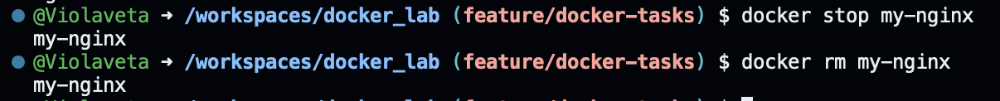 @Violaveta ➜ /workspaces/docker_lab (feature/docker-tasks) $ docker stop my-nginx
my-nginx
@Violaveta ➜ /workspaces/docker_lab (feature/docker-tasks) $ docker rm my-nginx
my-nginx